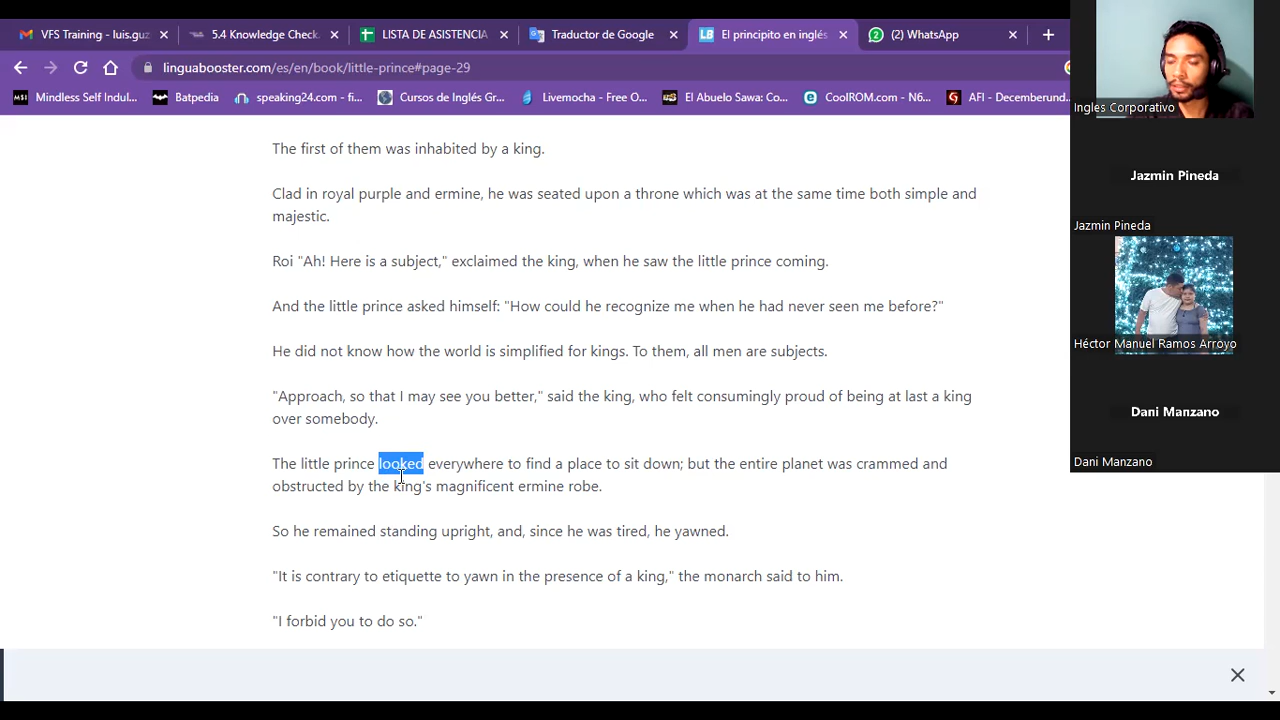 VFS Training - luis.guz
5.4 Knowledge Check.
LISTA DE ASISTENCIA
Traductor de Google
El principito en inglés
(2) WhatsApp
linguabooster.com/es/en/book/little-prince#page-29
Mindless Self Indul...
Batpedia
speaking24.com - fi...
Cursos de Inglés Gr...
Livemocha - Free O...
El Abuelo Sawa: Co...
CoolROM.com - N6...
AFI - Decemberund...
The first of them was inhabited by a king.
Clad in royal purple and ermine, he was seated upon a throne which was at the same time both simple and
majestic.
Roi "Ah! Here is a subject," exclaimed the king, when he saw the little prince coming.
And the little prince asked himself: "How could he recognize me when he had never seen me before?"
He did not know how the world is simplified for kings. To them, all men are subjects.
"Approach, so that I may see you better," said the king, who felt consumingly proud of being at last a king
over somebody.
The little prince looked everywhere to find a place to sit down; but the entire planet was crammed and
obstructed by the king's magnificent ermine robe.
So he remained standing upright, and, since he was tired, he yawned.
"It is contrary to etiquette to yawn in the presence of a king," the monarch said to him.
"I forbid you to do so."
Ingles Corporativo
Jazmin Pineda
Jazmin Pineda
Héctor Manuel Ramos Arroyo
Dani Manzano
Dani Manzano